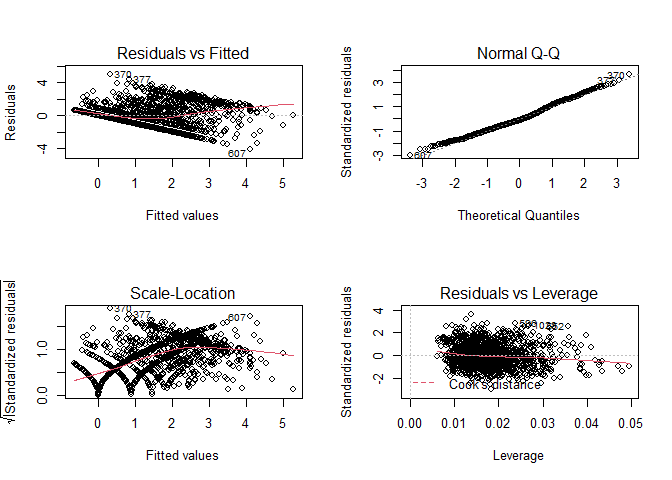 Residuals vs Fitted
Residuals
4
0
-4
370
377
607
0 1 2 3 4 5
Fitted values
Normal Q-Q
Standardized residuals
3
1
-1
-3
370
377
607
-3 -2 -1 0 1 2 3
Theoretical Quantiles
Scale-Location
√|Standardized residuals|
1.0
0.0
370
377
607
0 1 2 3 4 5
Fitted values
Residuals vs Leverage
Standardized residuals
4
2
0
-2
Cook's distance
0.00 0.01 0.02 0.03 0.04 0.05
Leverage